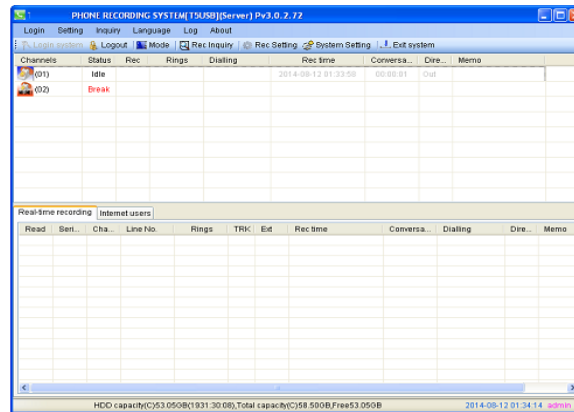 PHONE RECORDING SYSTEM(T5USB)(Server) Pv3.0.2.72
Login Setting Inquiry Language Log About
Login system Logout Mode Rec Inquiry Rec Setting System Setting Exit system
Channels Status Rec Rings Dialling Rec time Conversa... Dire... Memo
(01) Idle 2014-08-12 01:33:58 00:00:01 Out
(02) Break
Real-time recording Internet users
Read Seri... Cha... Line No. Rings TRK Ext Rec time Conversa... Dialling Dire... Memo
HDD capacity(C)53.05GB(1931:30:08),Total capacity(C)58.50GB,Free53.05GB 2014-08-12 01:34:14 admin